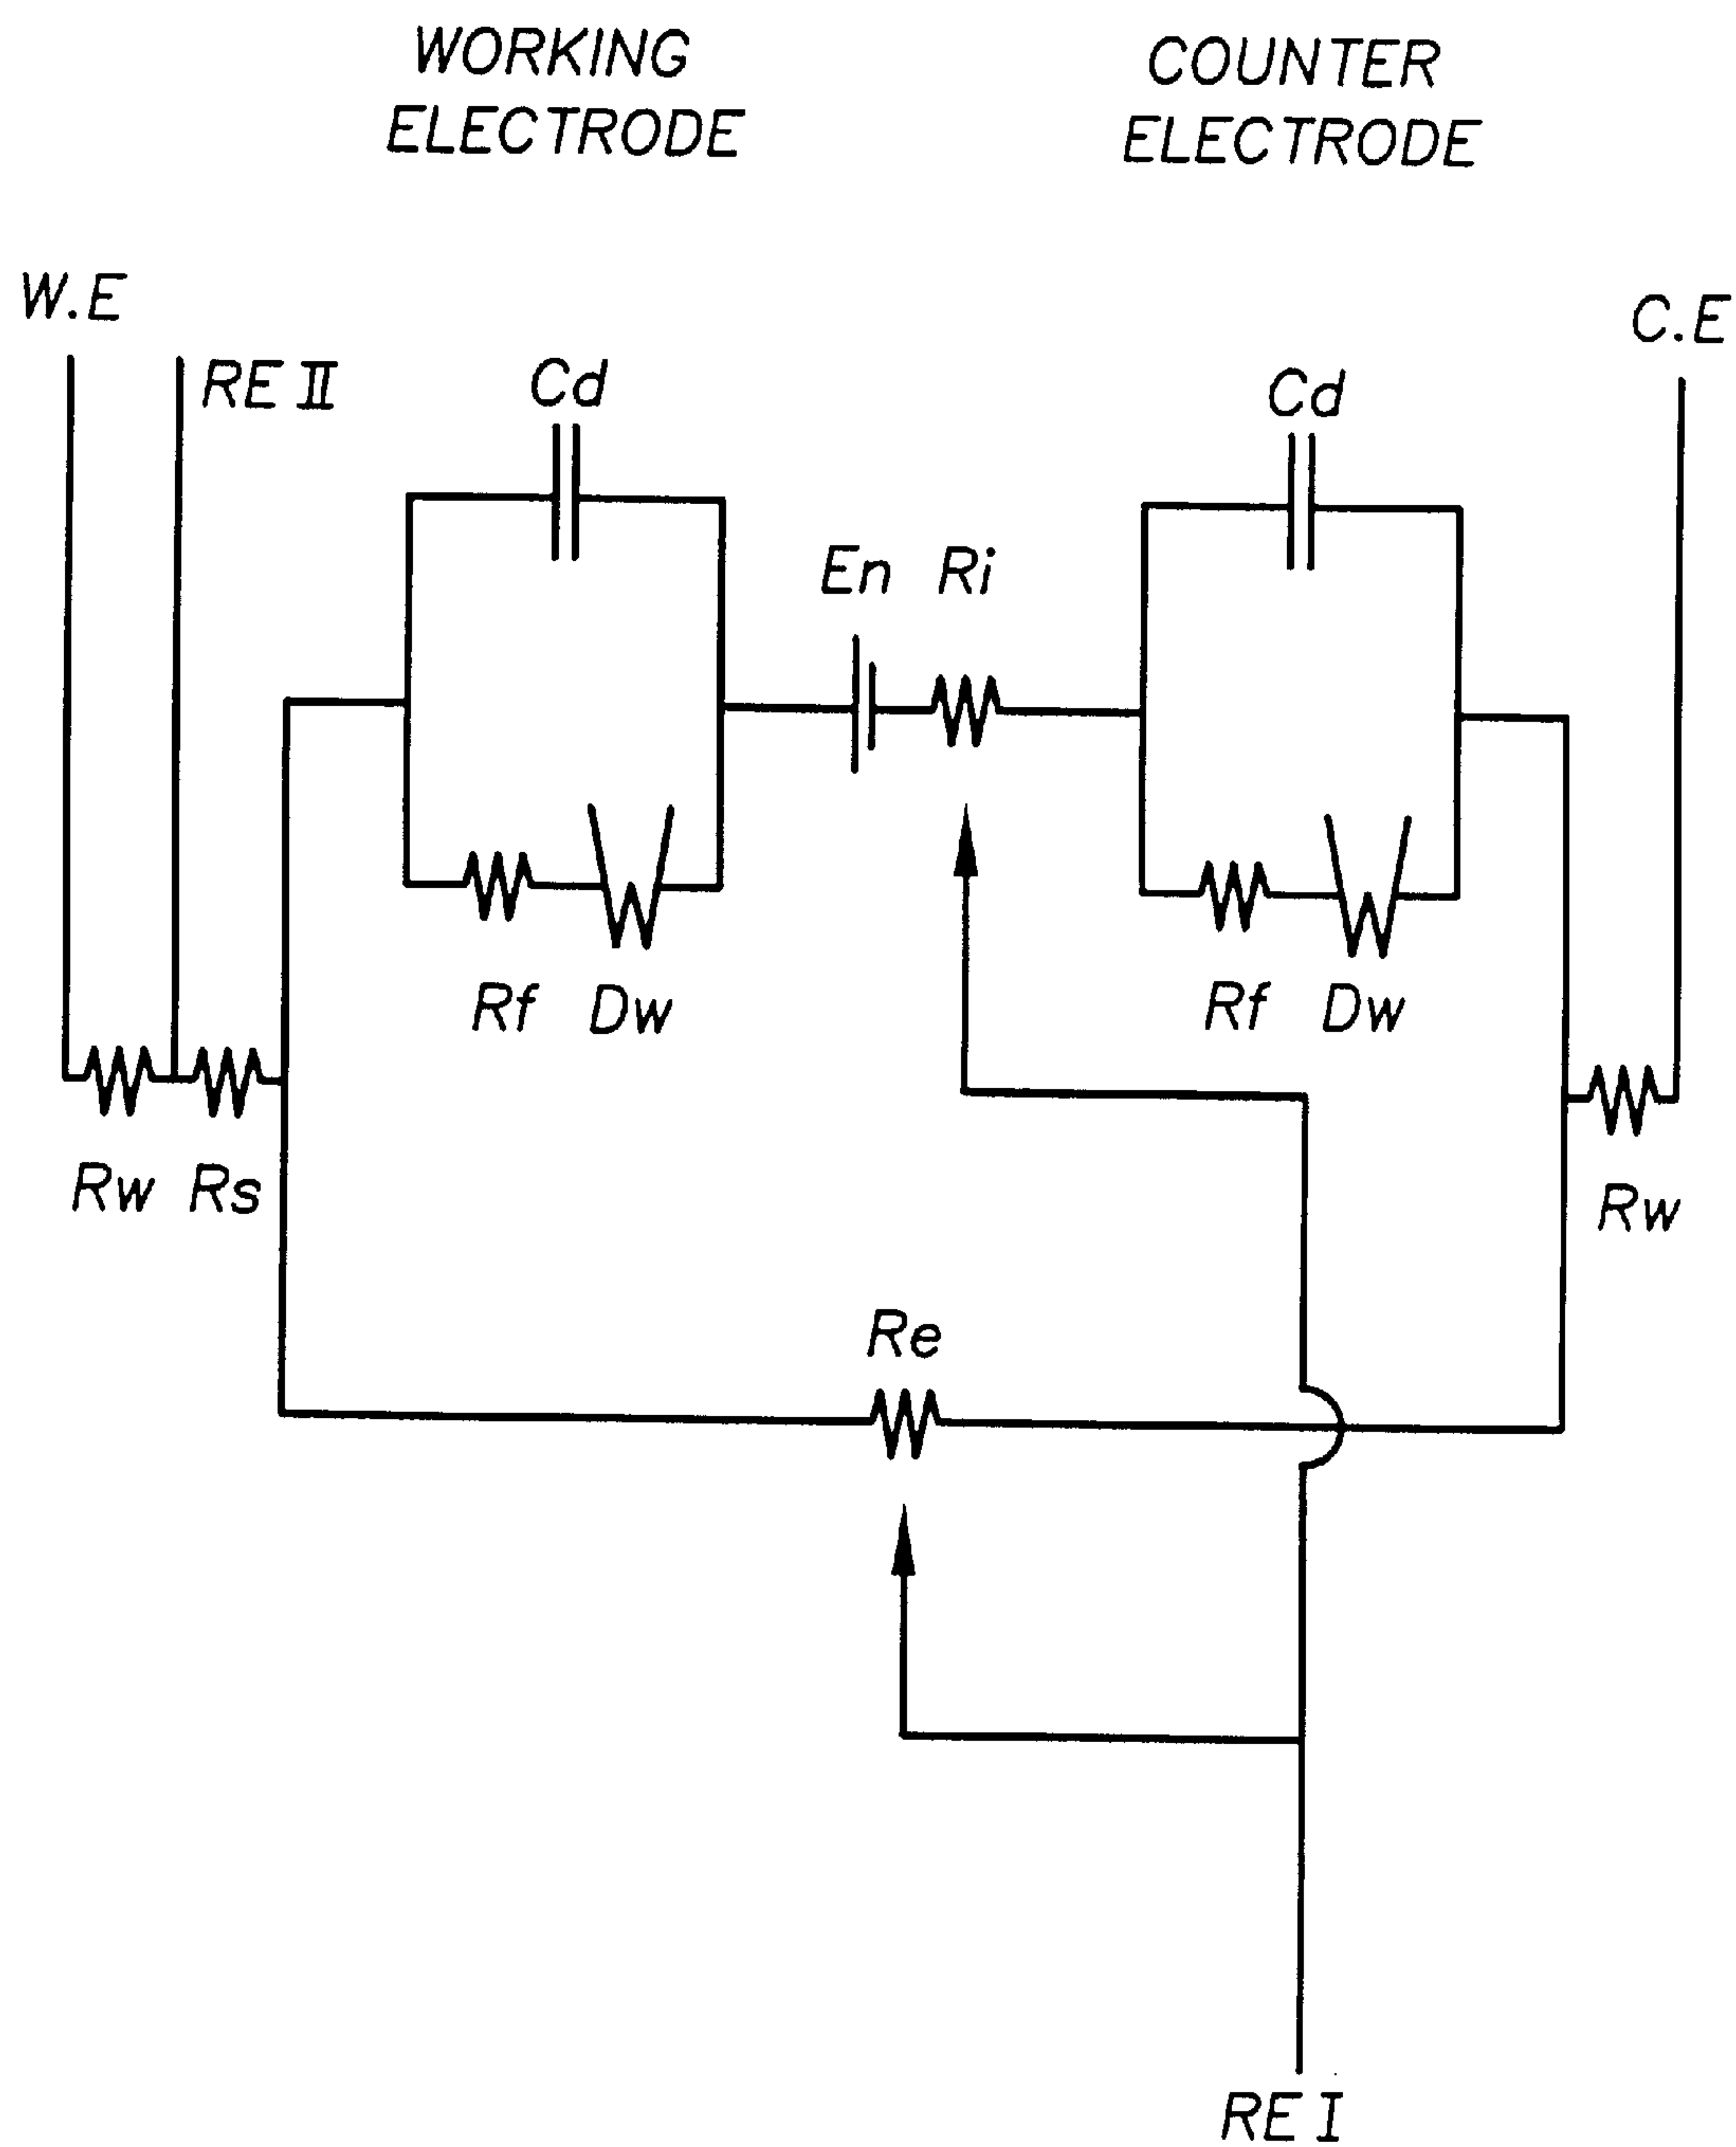 WORKING
ELECTRODE
COUNTER
ELECTRODE
W.E
C.E
RE II
Cd
Cd
En Ri
Rf Dw
Rf Dw
Rw Rs
Rw
Re
RE I